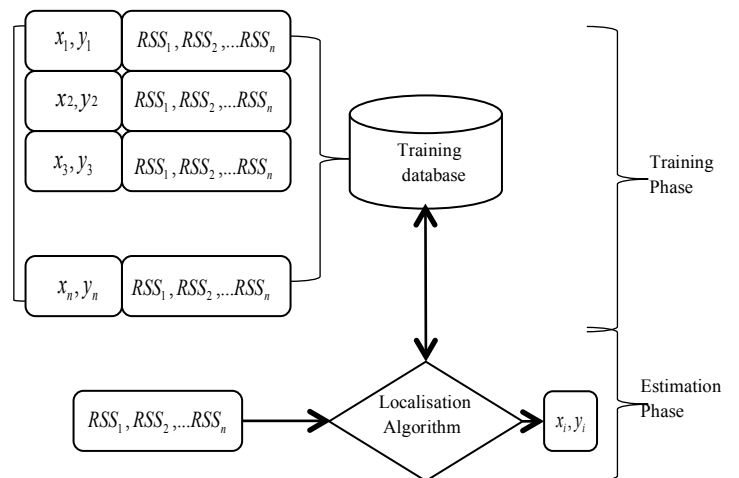 x₁, y₁ RSS₁, RSS₂, ...RSSₙ
x₂, y₂ RSS₁, RSS₂, ...RSSₙ
x₃, y₃ RSS₁, RSS₂, ...RSSₙ
xₙ, yₙ RSS₁, RSS₂, ...RSSₙ
Training
database
Training
Phase
RSS₁, RSS₂, ...RSSₙ
Localisation
Algorithm
xᵢ, yᵢ
Estimation
Phase